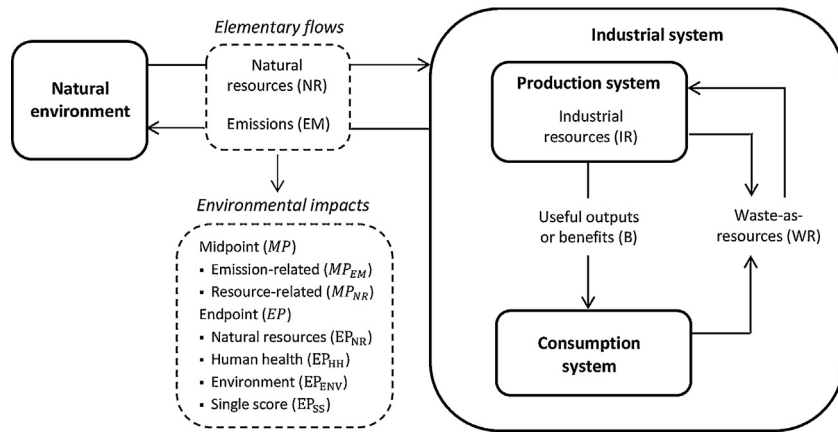 Elementary flows
Natural
environment
Natural
resources (NR)
Emissions (EM)
Environmental impacts
Midpoint (MP)
▪ Emission-related (MP_EM)
▪ Resource-related (MP_NR)
Endpoint (EP)
▪ Natural resources (EP_NR)
▪ Human health (EP_HH)
▪ Environment (EP_ENV)
▪ Single score (EP_SS)
Industrial system
Production system
Industrial
resources (IR)
Useful outputs
or benefits (B)
Waste-as-
resources (WR)
Consumption
system